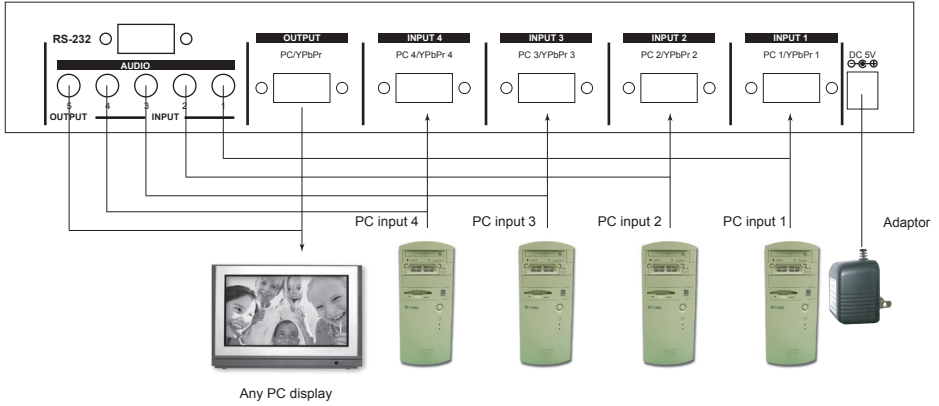 RS-232
OUTPUT
INPUT 4
INPUT 3
INPUT 2
INPUT 1
PC/YPbPr
PC 4/YPbPr 4
PC 3/YPbPr 3
PC 2/YPbPr 2
PC 1/YPbPr 1
DC 5V
AUDIO
5
4
3
2
1
OUTPUT
INPUT
PC input 4
PC input 3
PC input 2
PC input 1
Adaptor
Any PC display